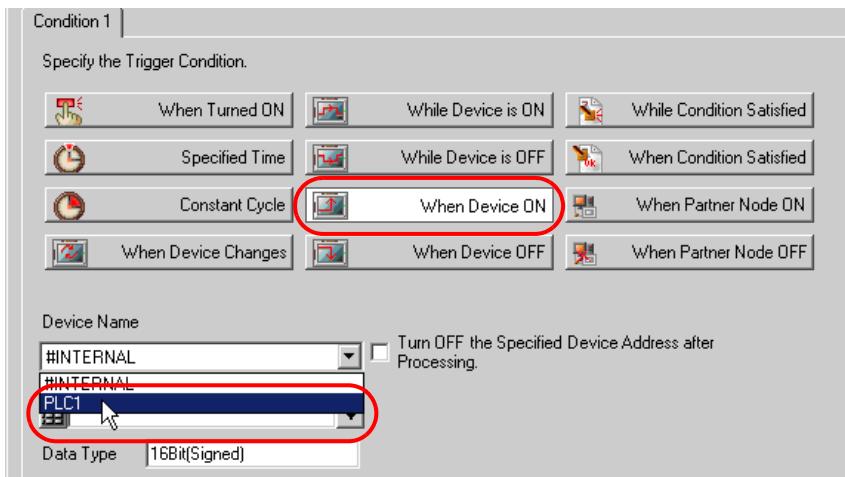 Condition 1
Specify the Trigger Condition.
When Turned ON
While Device is ON
While Condition Satisfied
Specified Time
While Device is OFF
When Condition Satisfied
Constant Cycle
When Device ON
When Partner Node ON
When Device Changes
When Device OFF
When Partner Node OFF
Device Name
#INTERNAL
Turn OFF the Specified Device Address after
Processing.
#INTERNAL
PLC1
Data Type
16Bit(Signed)